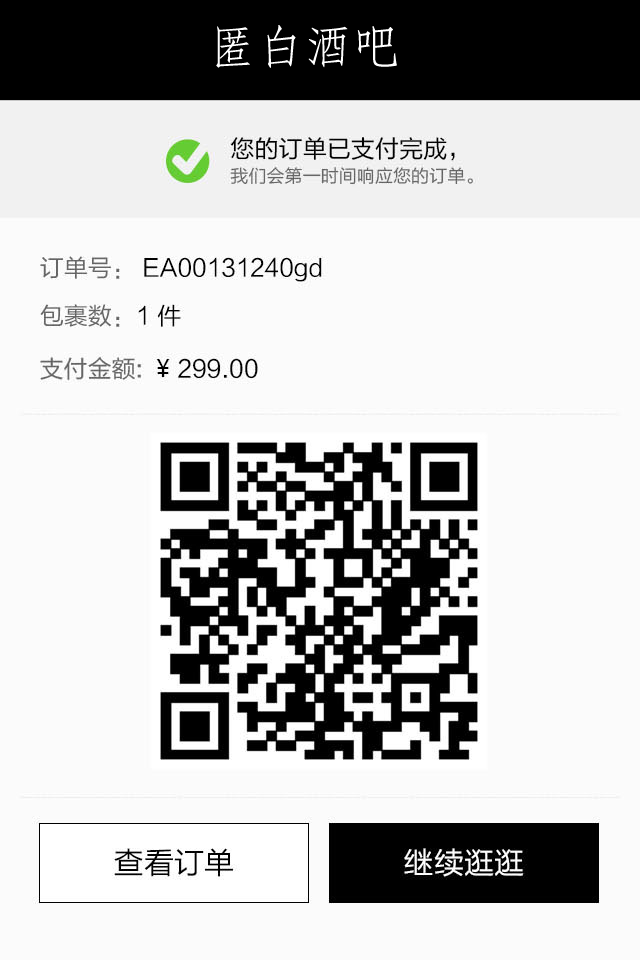 匿白酒吧
您的订单已支付完成，
我们会第一时间响应您的订单。
订单号： EA00131240gd
包裹数：1 件
支付金额: ¥ 299.00
查看订单
继续逛逛